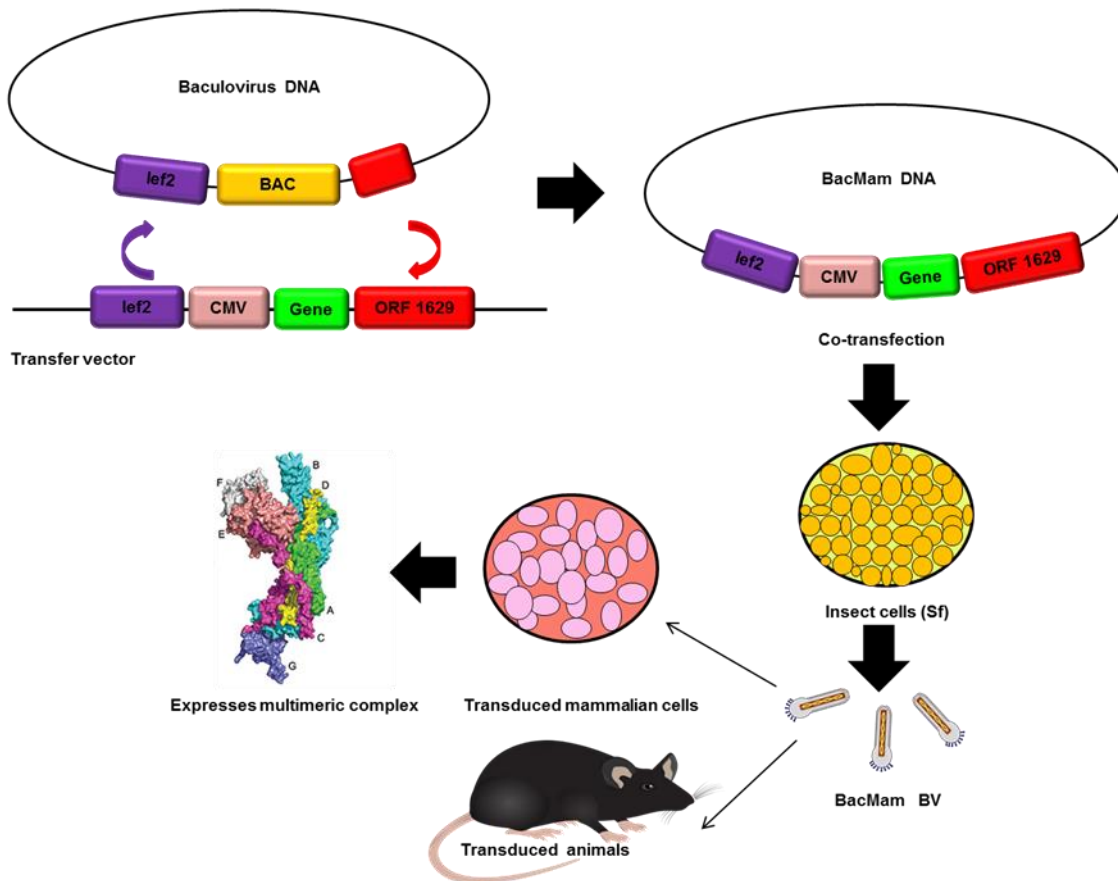 Baculovirus DNA
lef2
BAC
lef2
CMV
Gene
ORF 1629
Transfer vector
BacMam DNA
lef2
CMV
Gene
ORF 1629
Co-transfection
Insect cells (Sf)
BacMam BV
Transduced mammalian cells
Transduced animals
B
D
F
E
A
C
G
Expresses multimeric complex